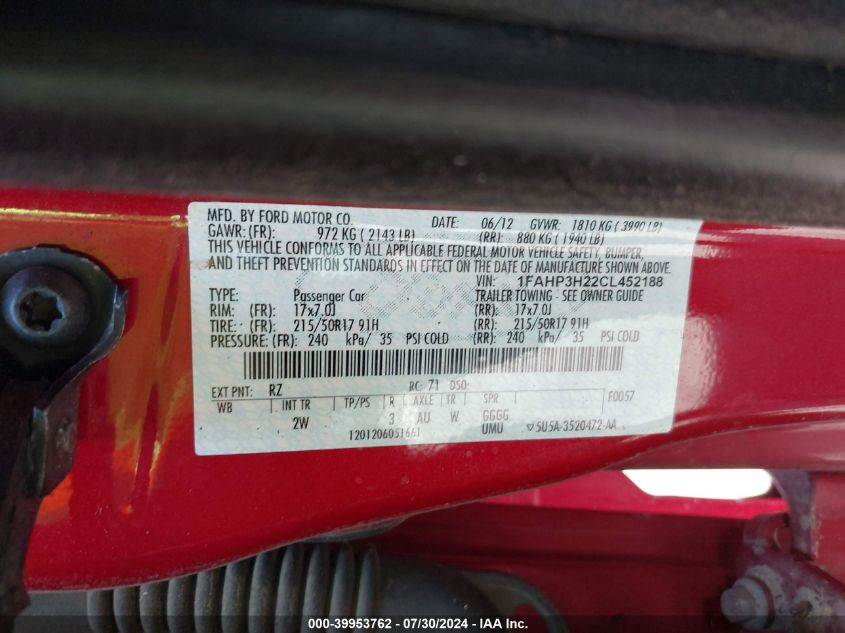 MFD. BY FORD MOTOR CO. DATE: 06/12 GVWR: 1810 KG ( 3990 LB)
GAWR: (FR): 972 KG ( 2143 LB) (RR): 880 KG ( 1940 LB)
THIS VEHICLE CONFORMS TO ALL APPLICABLE FEDERAL MOTOR VEHICLE SAFETY, BUMPER,
AND THEFT PREVENTION STANDARDS IN EFFECT ON THE DATE OF MANUFACTURE SHOWN ABOVE.
VIN: 1FAHP3H22CL452188
TYPE: Passenger Car TRAILER TOWING - SEE OWNER GUIDE
RIM: (FR): 17x7.0J (RR): 17x7.0J
TIRE: (FR): 215/50R17 91H (RR): 215/50R17 91H
PRESSURE: (FR): 240 kPa/ 35 PSI COLD (RR): 240 kPa/ 35 PSI COLD
EXT PNT: RZ RC: 71 DSO: F0057
WB INT TR TP/PS R AXLE TR SPR
2W 3 AU W GGGG
1201206051661 UMU ▽5U5A-3520472-AA
000-39953762 - 07/30/2024 - IAA Inc.